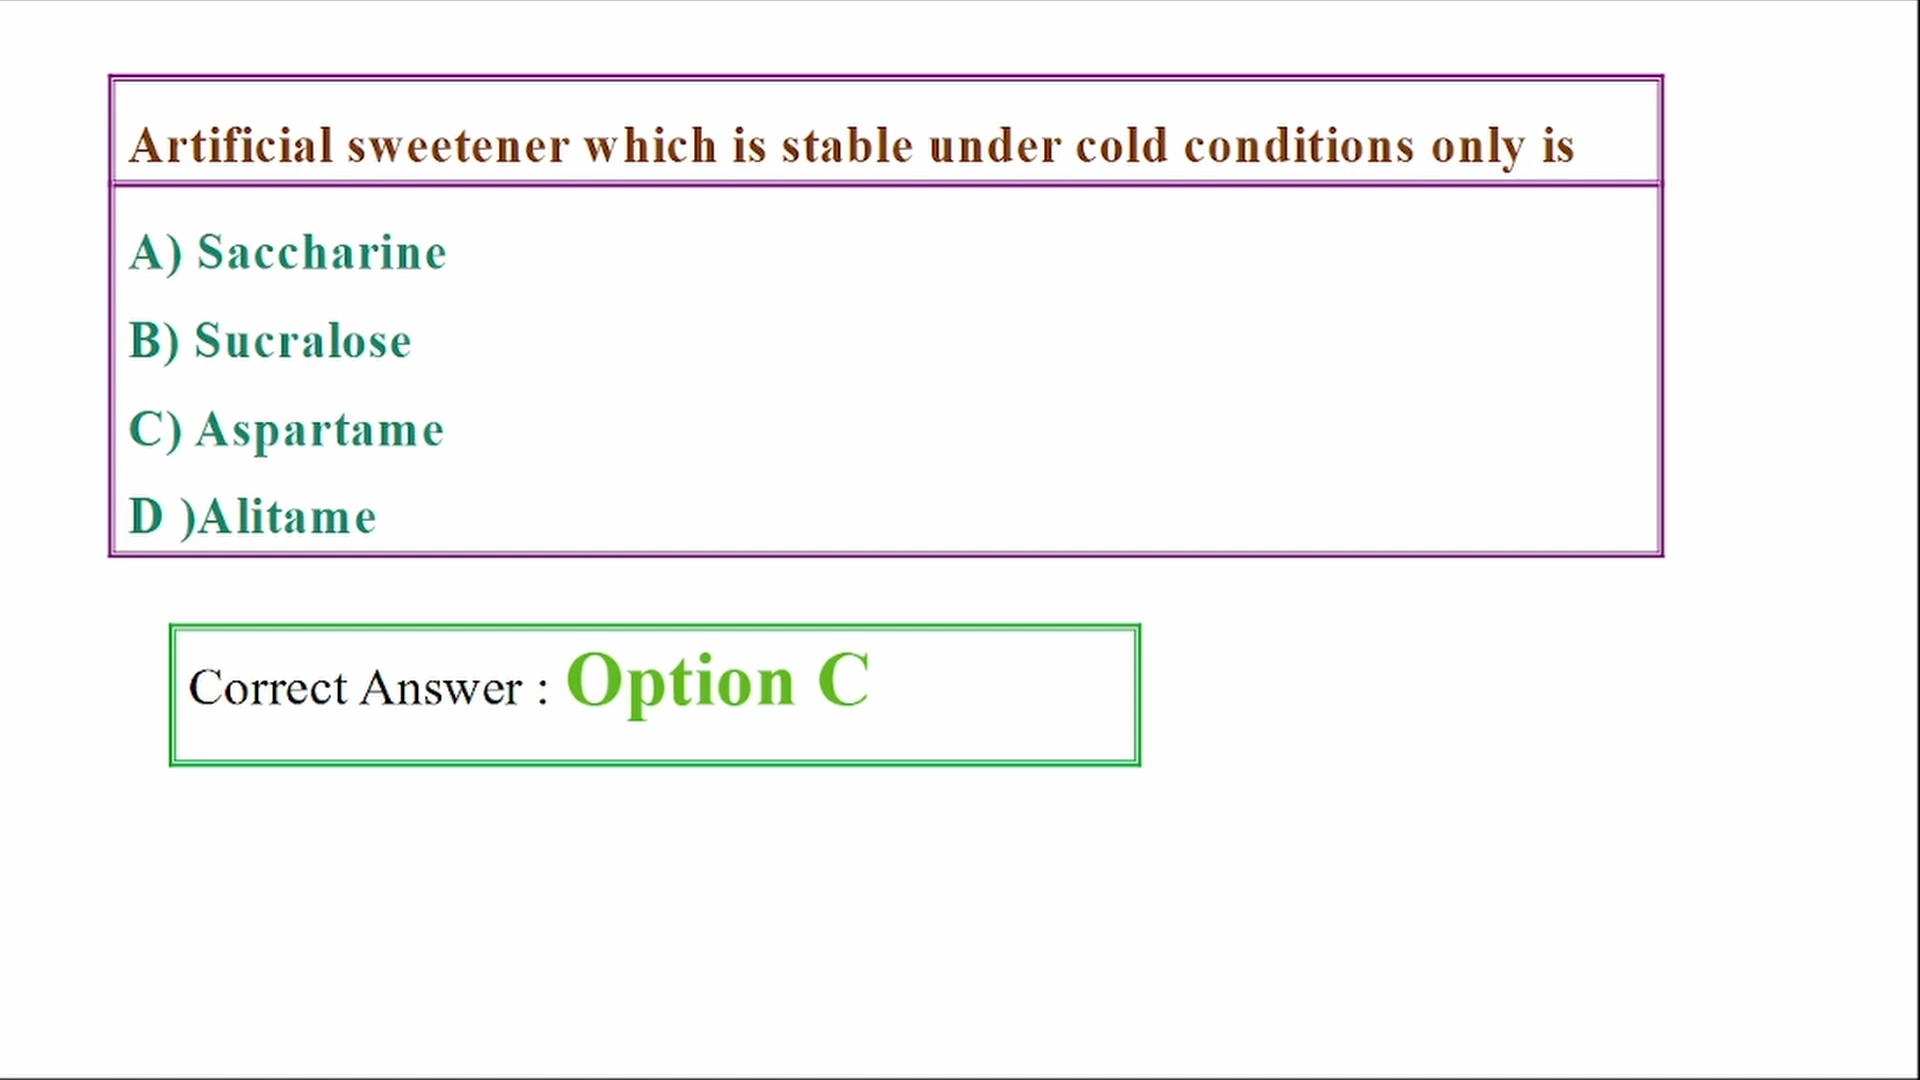 Artificial sweetener which is stable under cold conditions only is
A) Saccharine
B) Sucralose
C) Aspartame
D )Alitame
Correct Answer : Option C